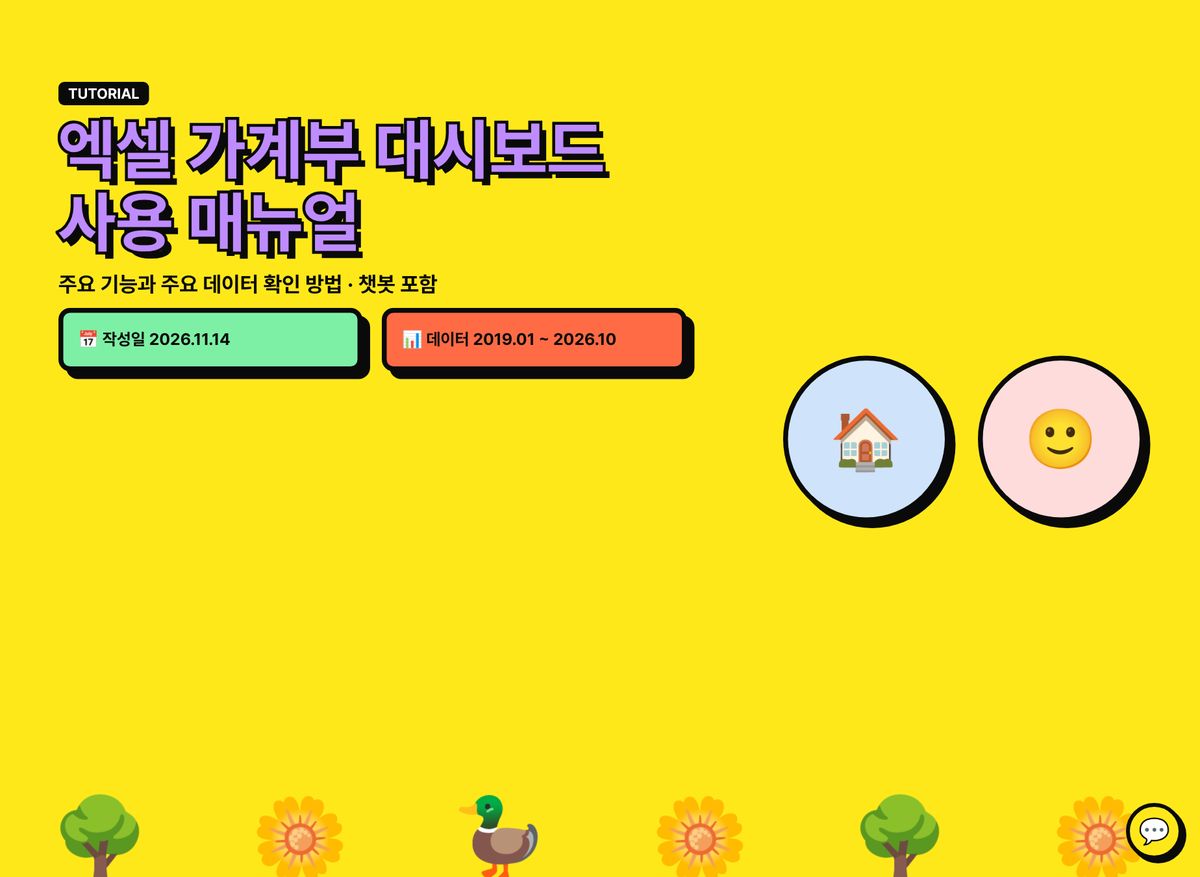 TUTORIAL
엑셀 가계부 대시보드
사용 매뉴얼
주요 기능과 주요 데이터 확인 방법 · 챗봇 포함
📅 작성일 2026.11.14
📊 데이터 2019.01 ~ 2026.10